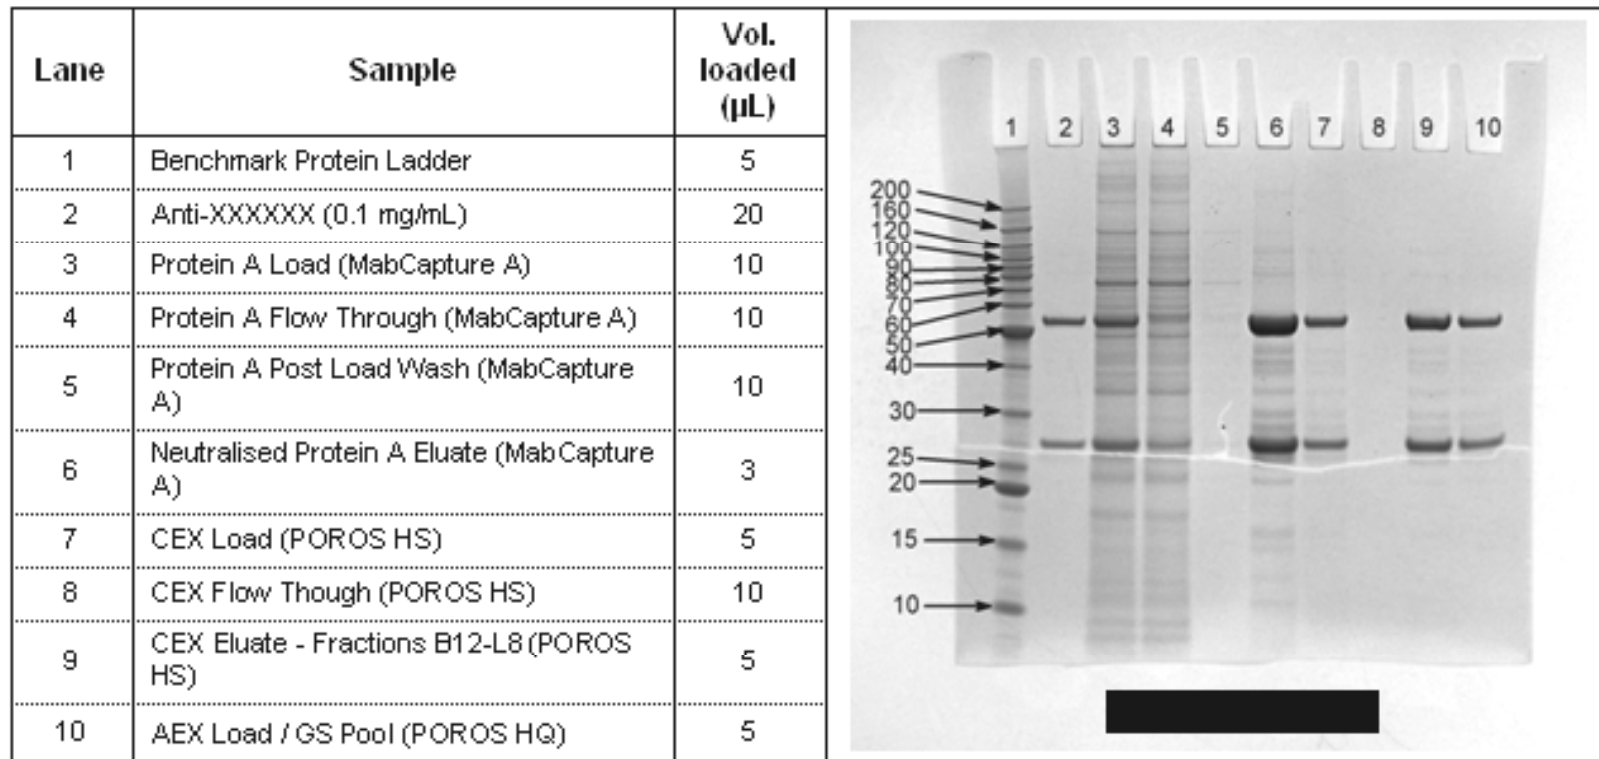 Lane Sample Vol. loaded (µL)
1 Benchmark Protein Ladder 5
2 Anti-XXXXXX (0.1 mg/mL) 20
3 Protein A Load (MabCapture A) 10
4 Protein A Flow Through (MabCapture A) 10
5 Protein A Post Load Wash (MabCapture
A) 10
6 Neutralised Protein A Eluate (MabCapture
A) 3
7 CEX Load (POROS HS) 5
8 CEX Flow Though (POROS HS) 10
9 CEX Eluate - Fractions B12-L8 (POROS
HS) 5
10 AEX Load / GS Pool (POROS HQ) 5
1 2 3 4 5 6 7 8 9 10
200
160
120
100
90
80
70
60
50
40
30
25
20
15
10